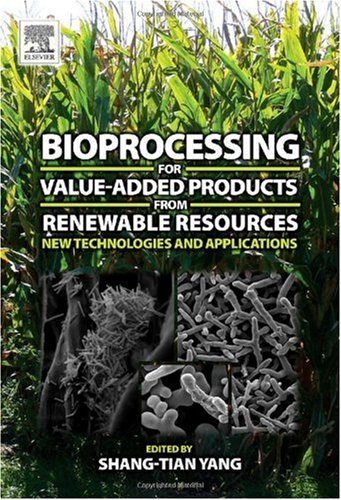 ELSEVIER
BIOPROCESSING
FOR
VALUE-ADDED PRODUCTS
FROM
RENEWABLE RESOURCES
NEW TECHNOLOGIES AND APPLICATIONS
EDITED BY
SHANG-TIAN YANG